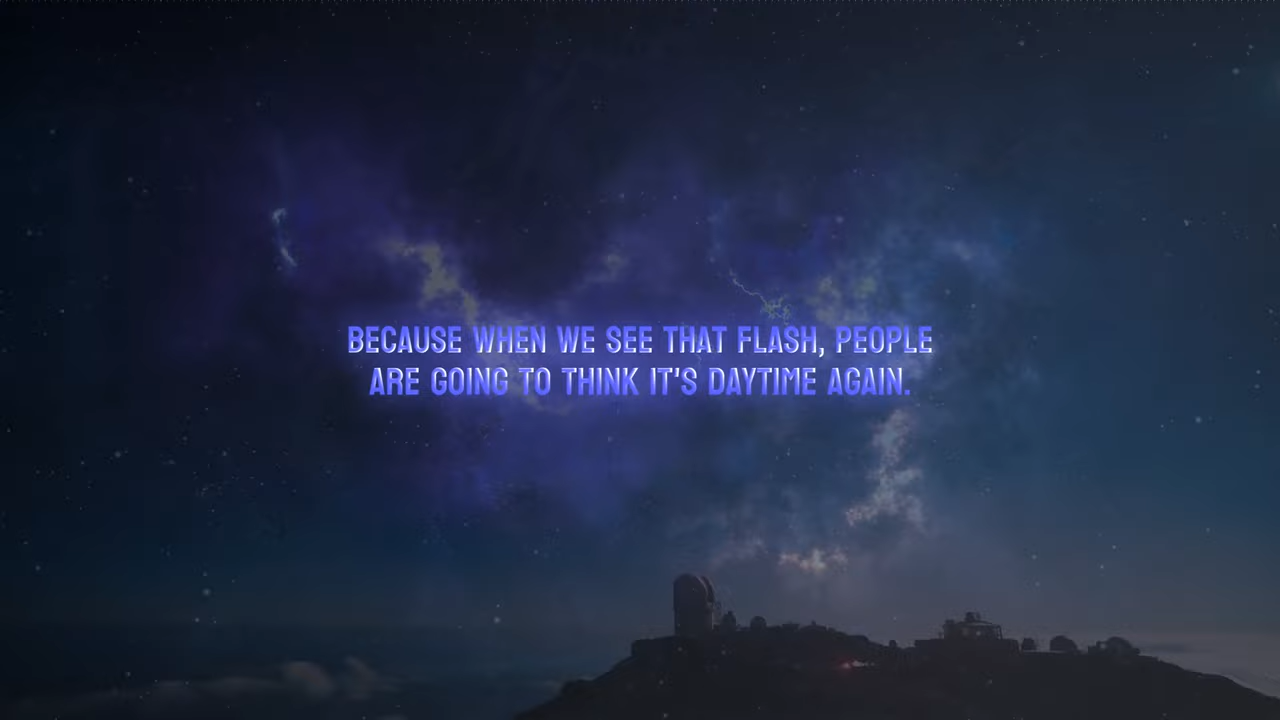 BECAUSE WHEN WE SEE THAT FLASH, PEOPLE
ARE GOING TO THINK IT'S DAYTIME AGAIN.